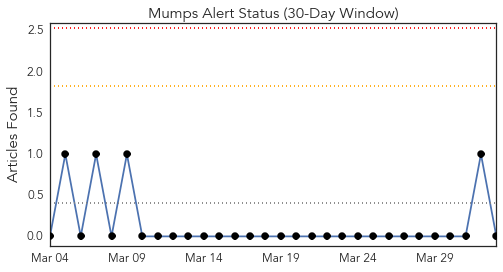 Mumps Alert Status (30-Day Window)
Articles Found
2.5
2.0
1.5
1.0
0.5
0.0
Mar 04 Mar 09 Mar 14 Mar 19 Mar 24 Mar 29